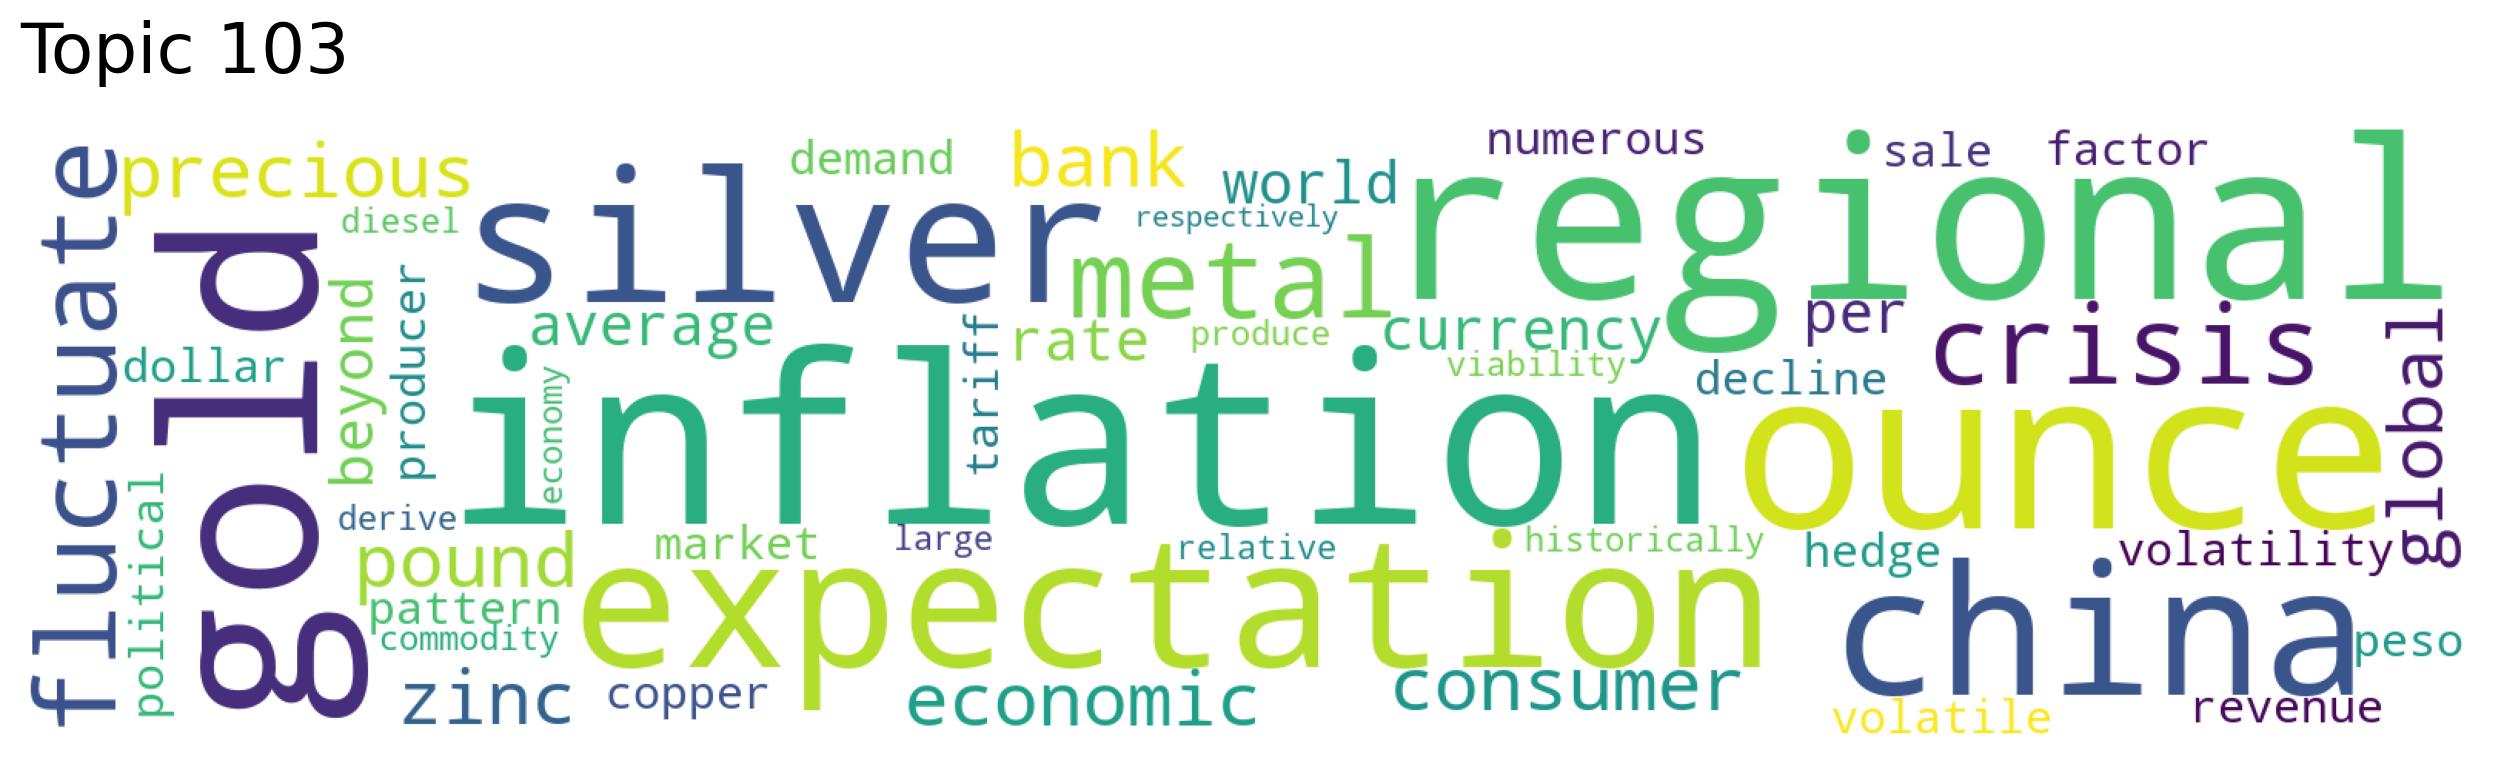 Topic 103
fluctuate
precious
diesel
silver
demand
bank
world
respectively
numerous
sale
factor
regional
gold
dollar
political
beyond
producer
average
economy
metal
rate
produce
tariff
currency
viability
per
decline
crisis
global
inflation
ounce
derive
pound
market
large
relative
historically
hedge
volatility
pattern
commodity
expectation
china
peso
zinc
copper
economic
consumer
volatile
revenue